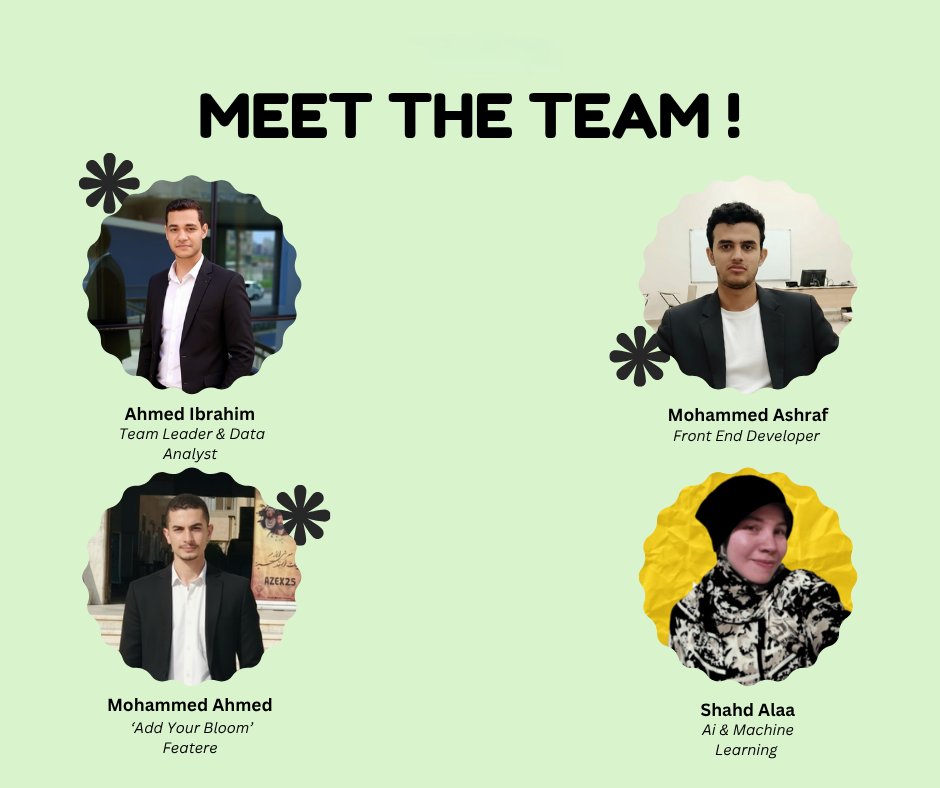 MEET THE TEAM !
Ahmed Ibrahim
Team Leader & Data
Analyst
Mohammed Ashraf
Front End Developer
AZEX25
Mohammed Ahmed
‘Add Your Bloom’
Featere
Shahd Alaa
Ai & Machine
Learning